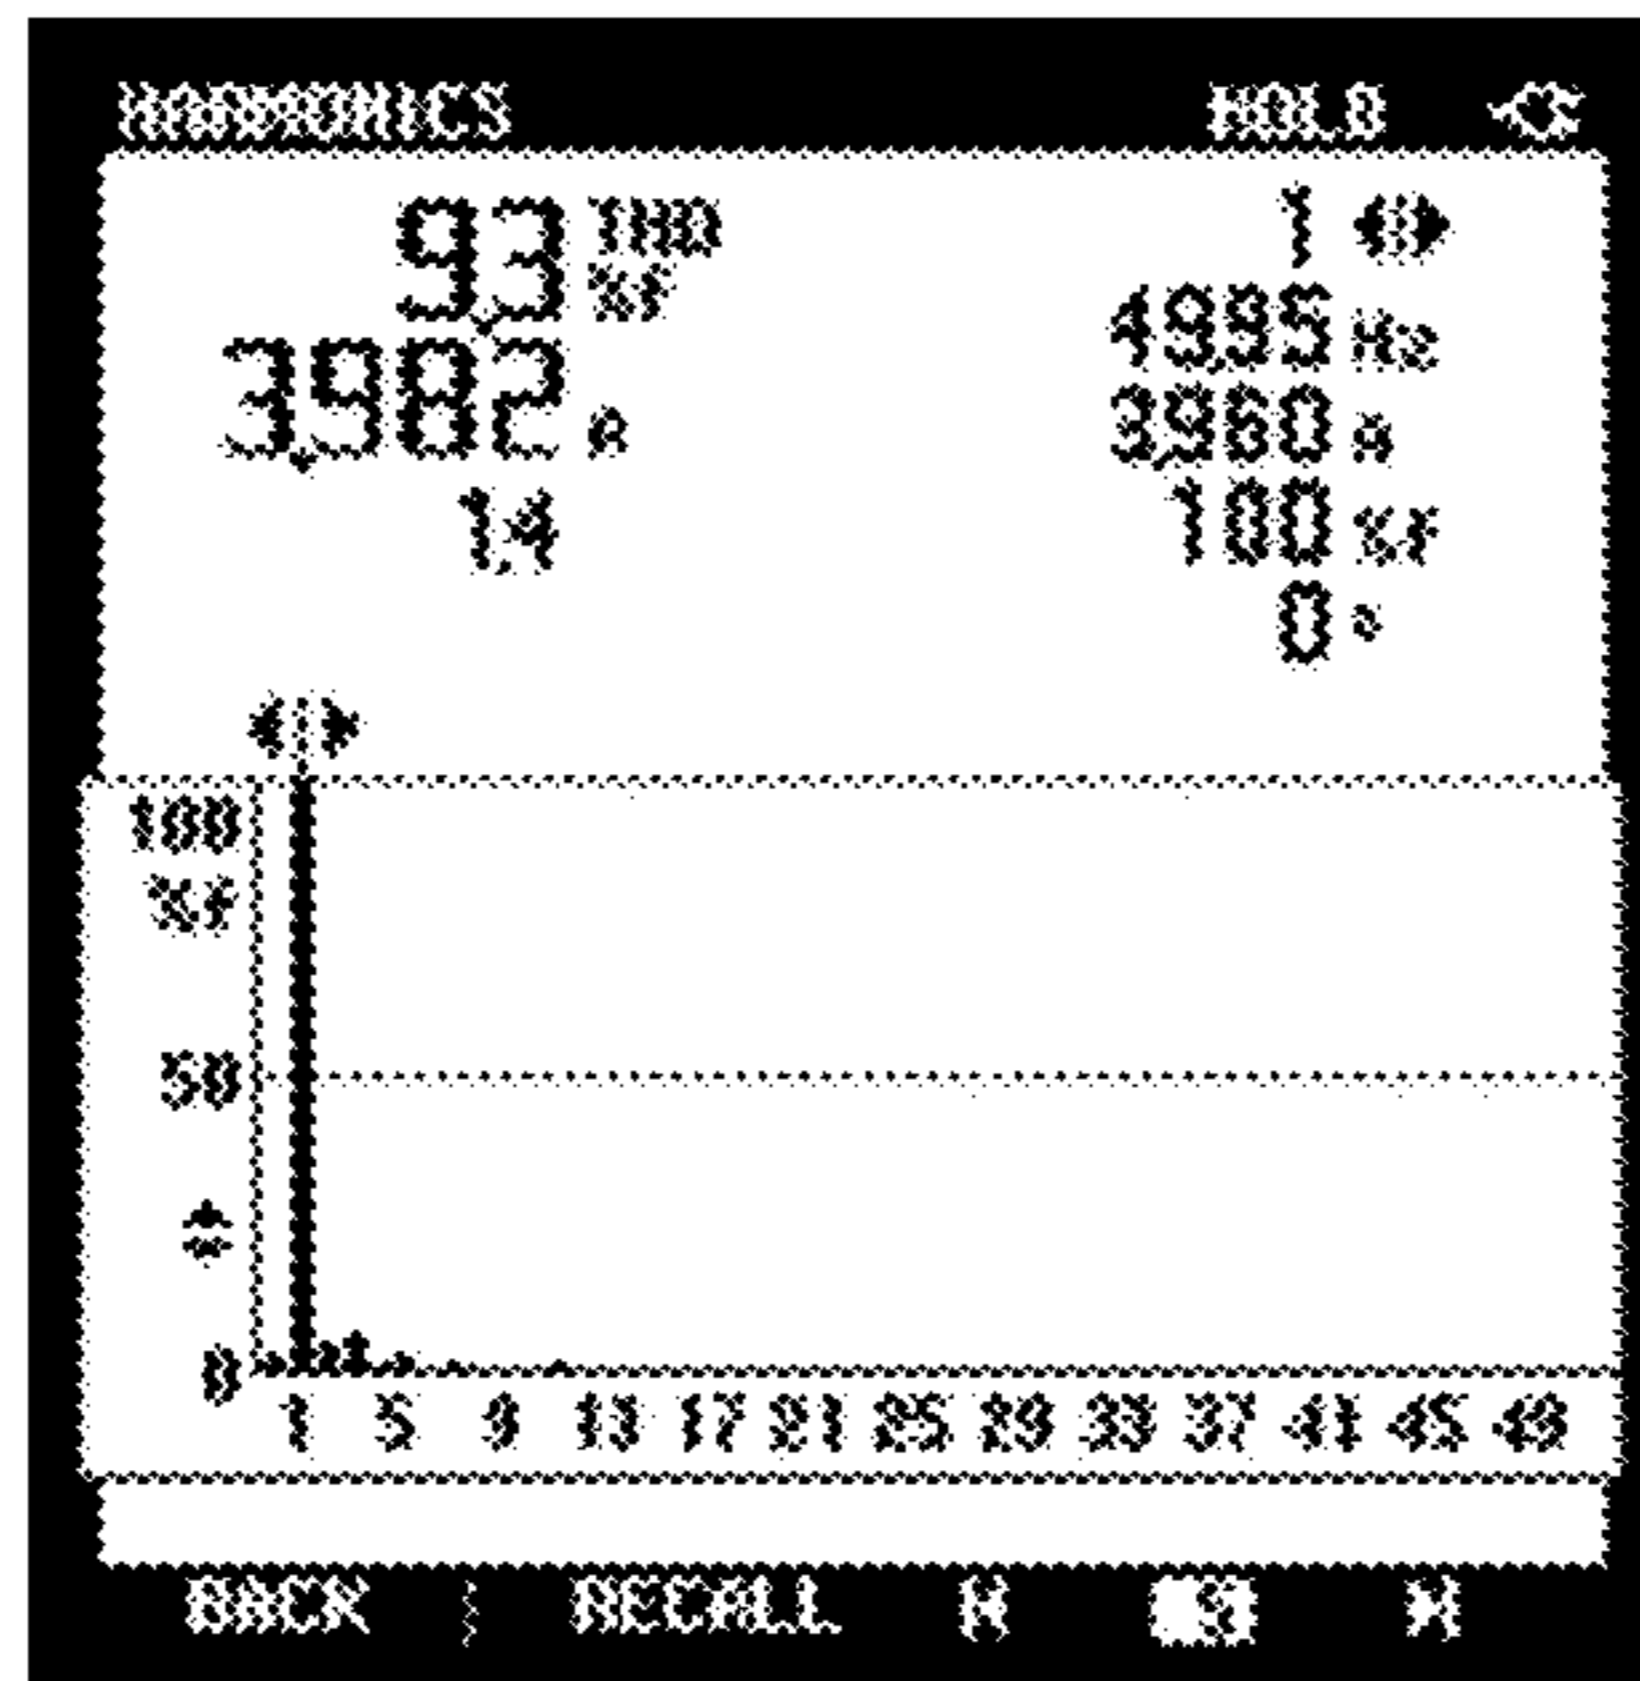 HARMONICS HOLD
9.3 THD %f
3.982 A
1.4
1
49.95 Hz
3.960 A
100 %f
0 °
100
%f
50
0
1 5 9 13 17 21 25 29 33 37 41 45 49
BACK RECALL